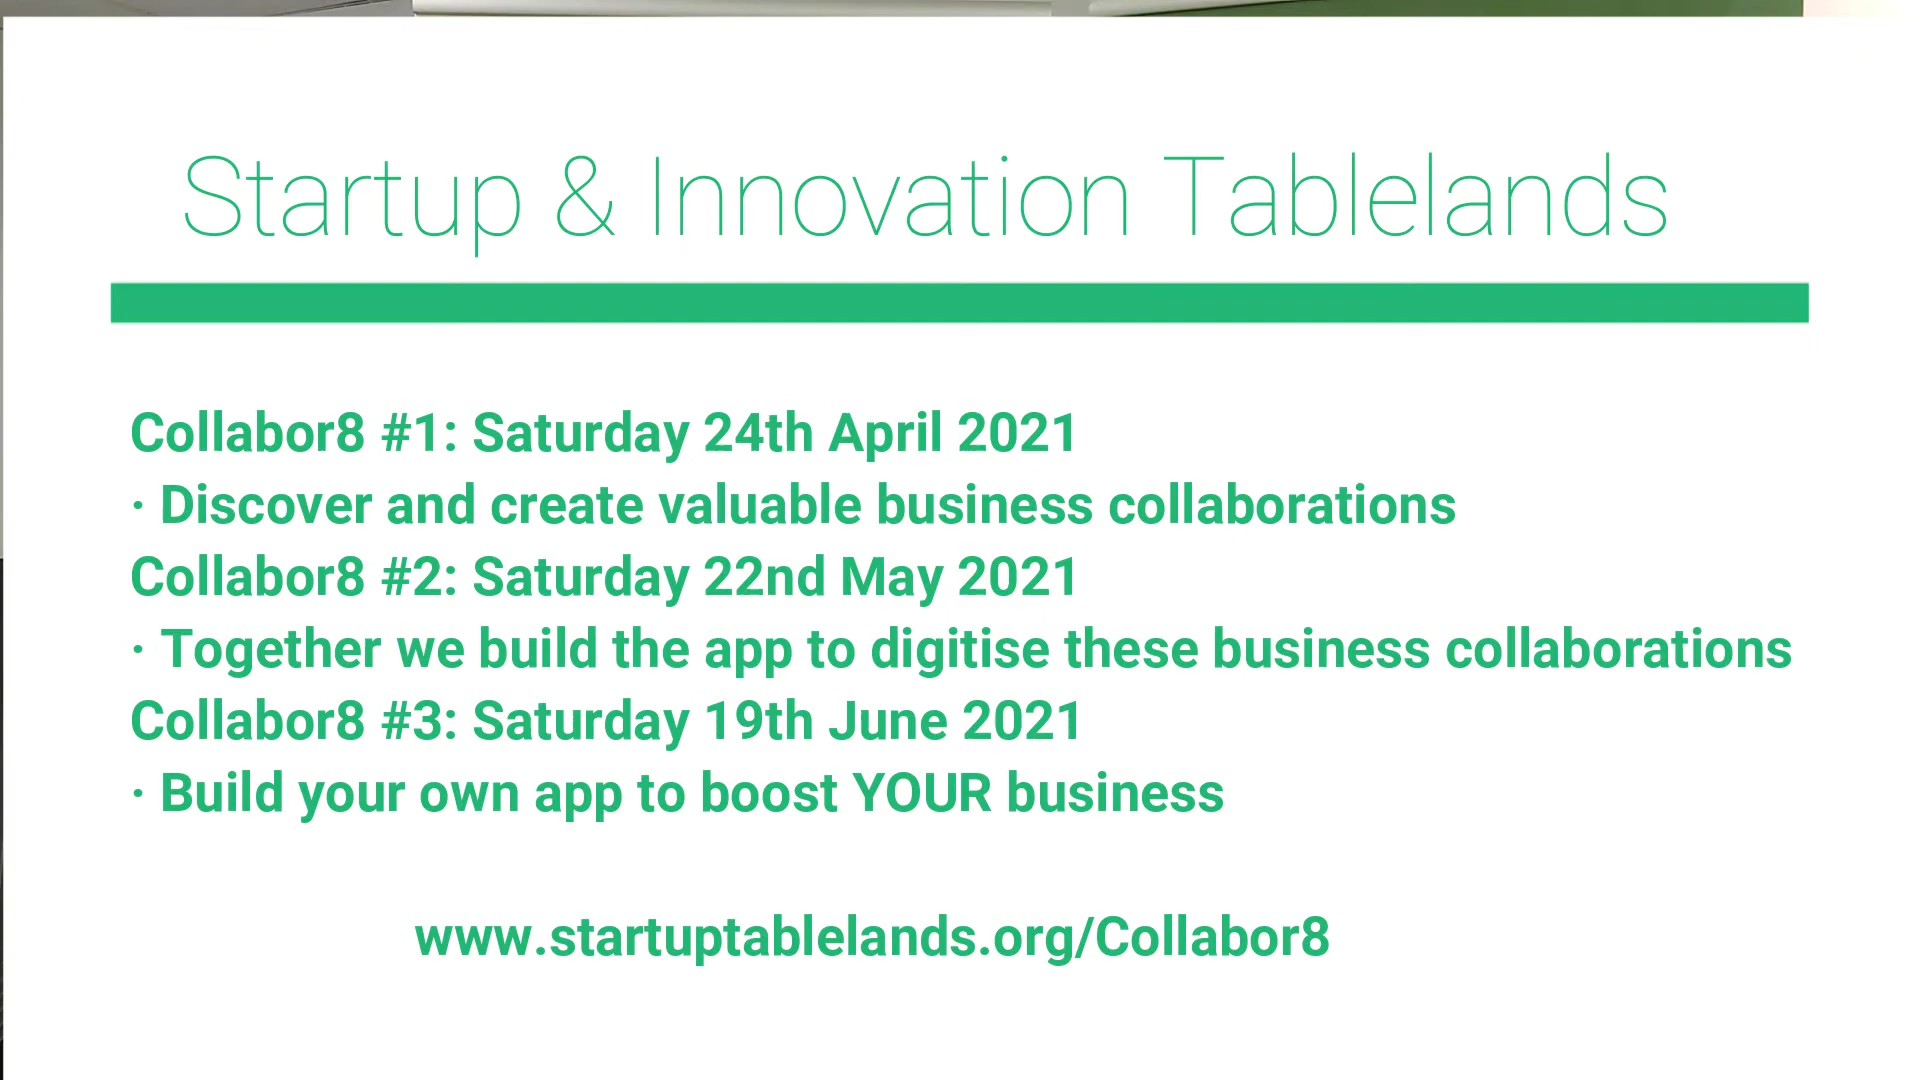 Startup & Innovation Tablelands
Collabor8 #1: Saturday 24th April 2021
· Discover and create valuable business collaborations
Collabor8 #2: Saturday 22nd May 2021
· Together we build the app to digitise these business collaborations
Collabor8 #3: Saturday 19th June 2021
· Build your own app to boost YOUR business
www.startuptablelands.org/Collabor8